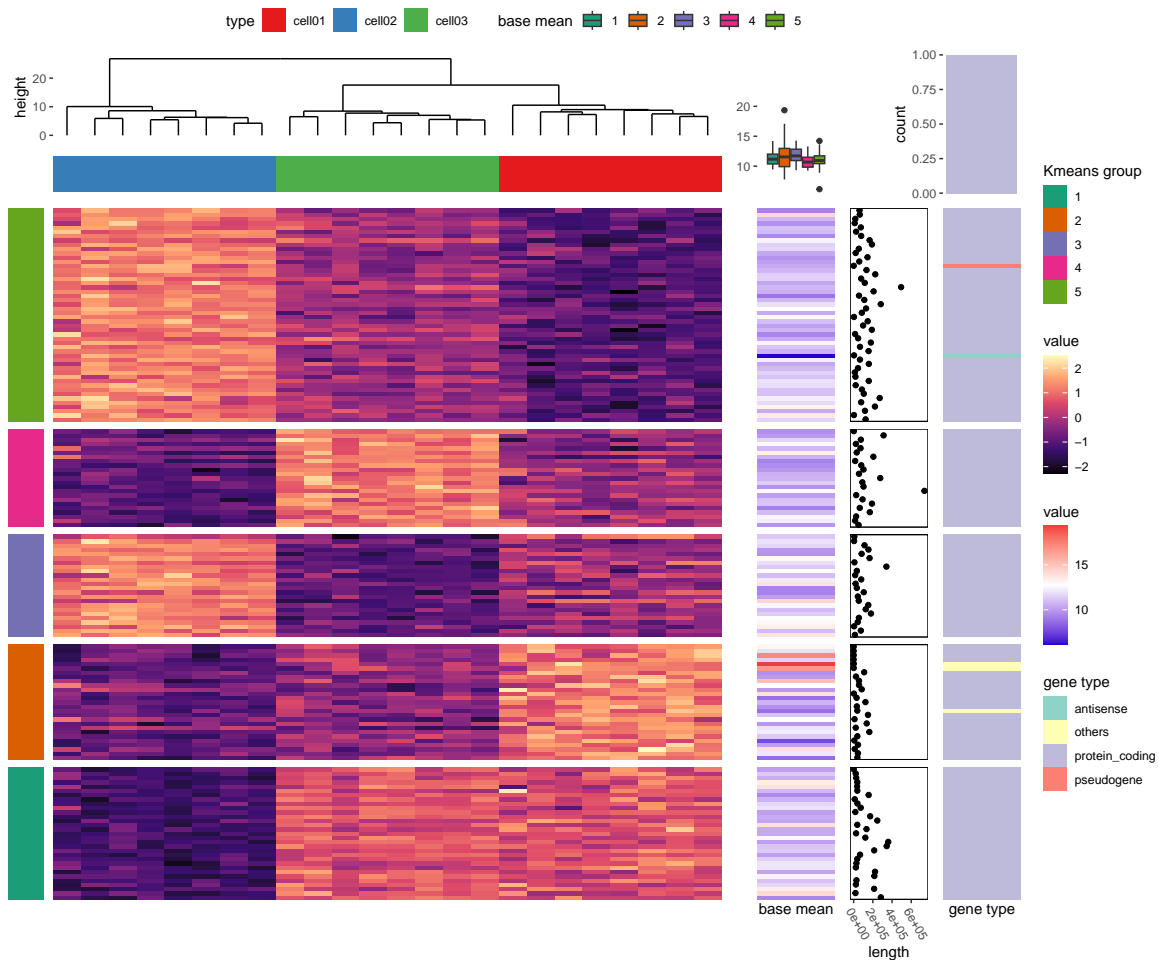 type cell01 cell02 cell03 base mean 1 2 3 4 5
height
20
10
0
20
15
10
count
1.00
0.75
0.50
0.25
0.00
Kmeans group
1
2
3
4
5
value
2
1
0
−1
−2
value
15
10
gene type
antisense
others
protein_coding
pseudogene
base mean
0e+00
2e+05
4e+05
6e+05
length
gene type